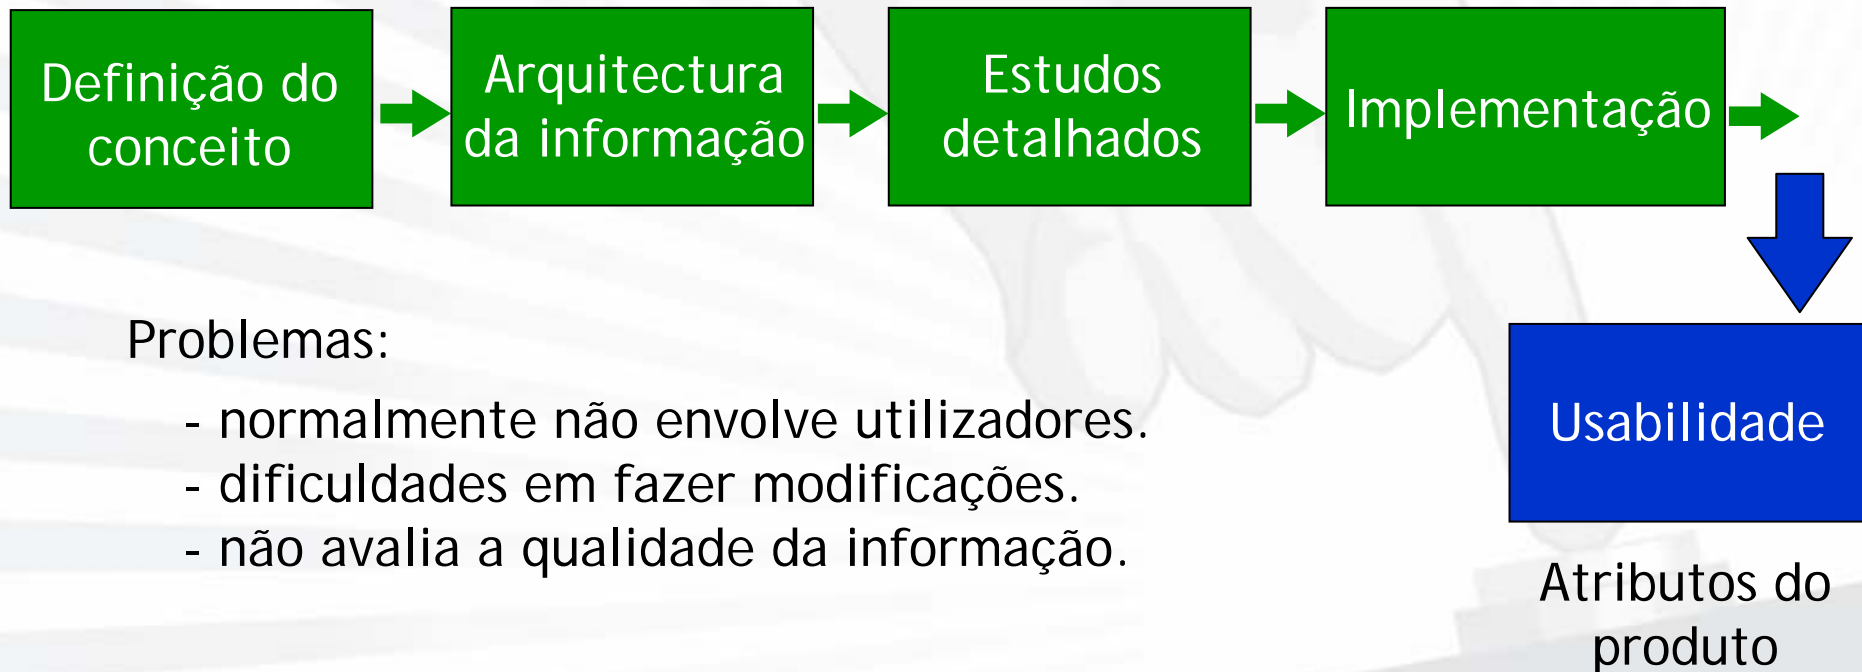 Definição do
conceito
Arquitectura
da informação
Estudos
detalhados
Implementação
Problemas:
- normalmente não envolve utilizadores.
- dificuldades em fazer modificações.
- não avalia a qualidade da informação.
Usabilidade
Atributos do
produto